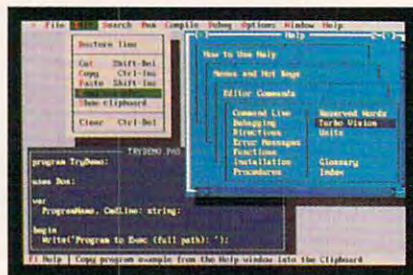 File Edit Search Run Compile Debug Options Window Help
Restore line
Cut Shift-Del
Copy Ctrl-Ins
Paste Shift-Ins
Show clipboard
Clear Ctrl-Del
Help
How to Use Help
Menus and Hot Keys
Editor Commands
Command Line Reserved Words
Debugging Turbo Vision
Directives Units
Error Messages
Functions
Installation Glossary
Procedures Index
TRYDEMO.PAS
program TryDemo;
uses Dos;
var
ProgramName, CmdLine: string;
begin
Write('Program to Exec (full path): ');
F1 Help | Copy program example from the Help window into the Clipboard